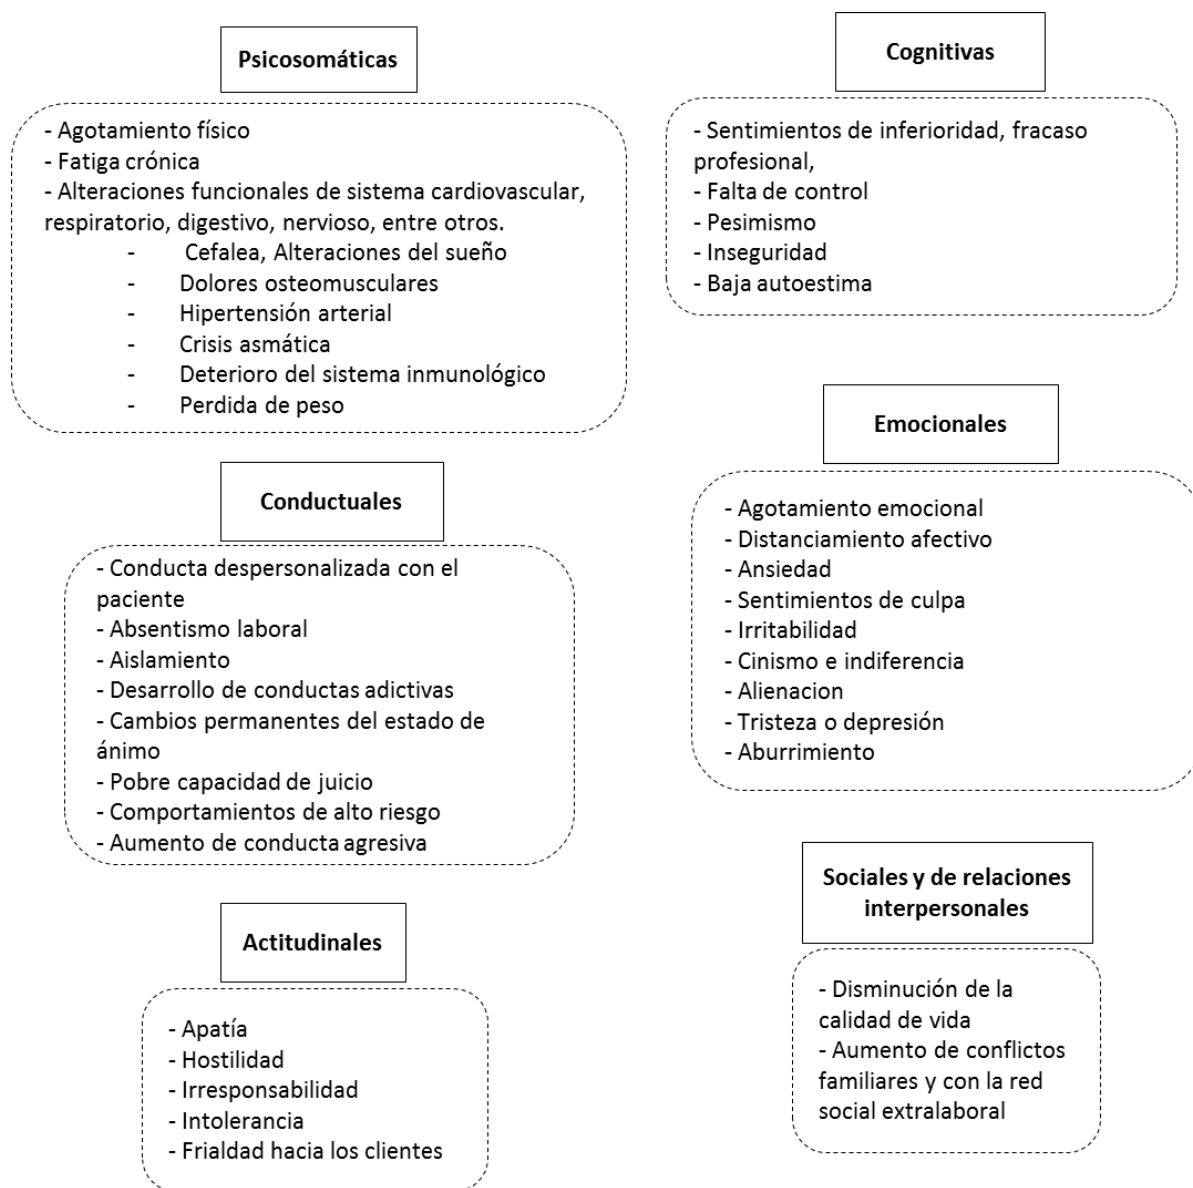 Psicosomáticas
- Agotamiento físico
- Fatiga crónica
- Alteraciones funcionales de sistema cardiovascular,
respiratorio, digestivo, nervioso, entre otros.
- Cefalea, Alteraciones del sueño
- Dolores osteomusculares
- Hipertensión arterial
- Crisis asmática
- Deterioro del sistema inmunológico
- Perdida de peso
Cognitivas
- Sentimientos de inferioridad, fracaso
profesional,
- Falta de control
- Pesimismo
- Inseguridad
- Baja autoestima
Conductuales
- Conducta despersonalizada con el
paciente
- Absentismo laboral
- Aislamiento
- Desarrollo de conductas adictivas
- Cambios permanentes del estado de
ánimo
- Pobre capacidad de juicio
- Comportamientos de alto riesgo
- Aumento de conducta agresiva
Emocionales
- Agotamiento emocional
- Distanciamiento afectivo
- Ansiedad
- Sentimientos de culpa
- Irritabilidad
- Cinismo e indiferencia
- Alienacion
- Tristeza o depresión
- Aburrimiento
Actitudinales
- Apatía
- Hostilidad
- Irresponsabilidad
- Intolerancia
- Frialdad hacia los clientes
Sociales y de relaciones
interpersonales
- Disminución de la
calidad de vida
- Aumento de conflictos
familiares y con la red
social extralaboral